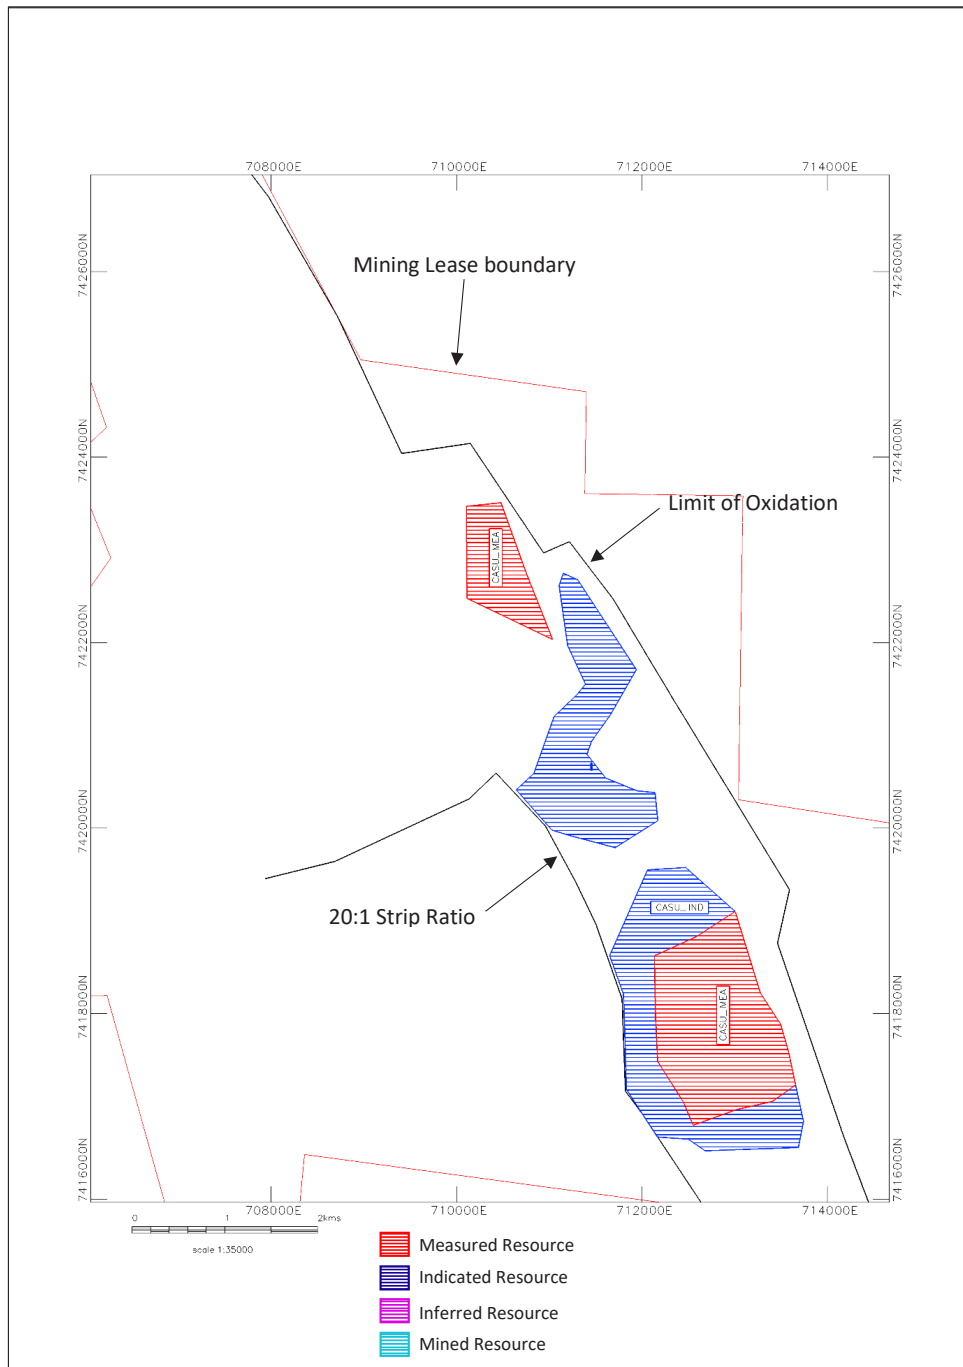 708000E 710000E 712000E 714000E
7426000N 7426000N
Mining Lease boundary
7424000N 7424000N
Limit of Oxidation
CASU_MEA
7422000N 7422000N
7420000N 7420000N
20:1 Strip Ratio
CASU_IND
CASU_MEA
7418000N 7418000N
7416000N 7416000N
708000E 710000E 712000E 714000E
0 1 2kms
scale 1:35000
Measured Resource
Indicated Resource
Inferred Resource
Mined Resource